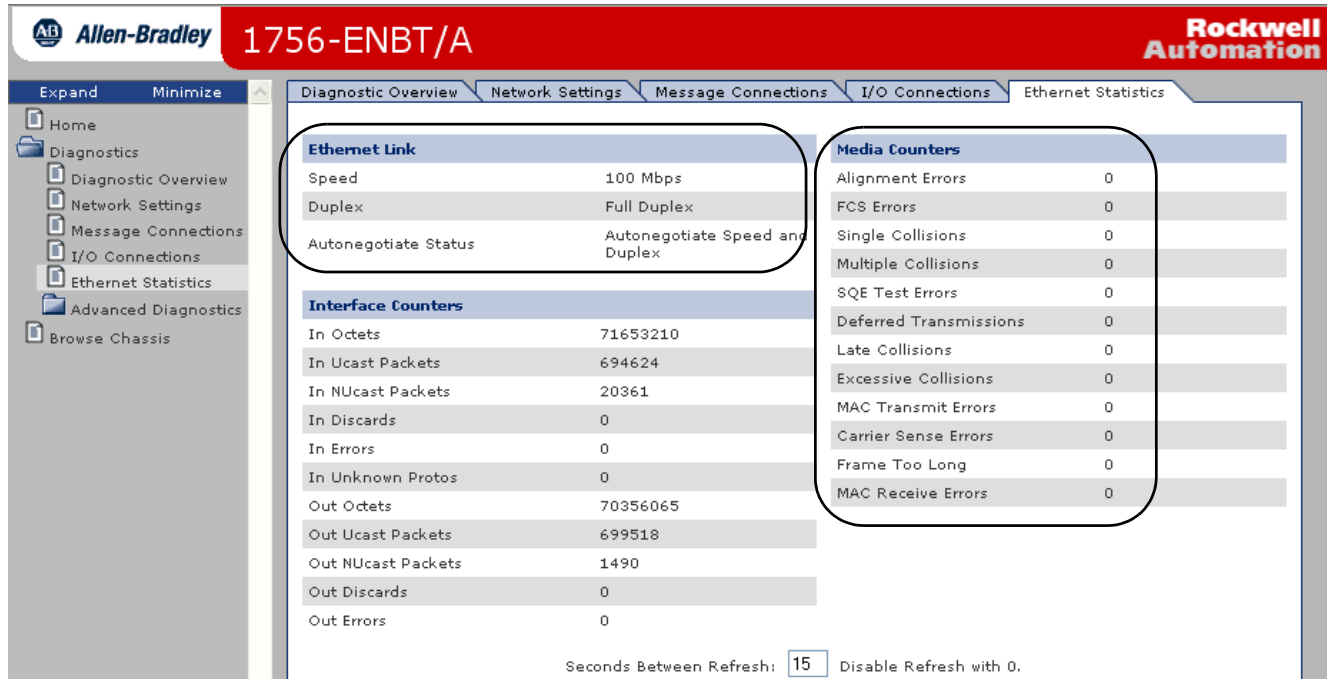 AB Allen-Bradley
1756-ENBT/A
Rockwell
Automation
Expand Minimize
Home
Diagnostics
Diagnostic Overview
Network Settings
Message Connections
I/O Connections
Ethernet Statistics
Advanced Diagnostics
Browse Chassis
Diagnostic Overview Network Settings Message Connections I/O Connections Ethernet Statistics
Ethernet Link
Speed 100 Mbps
Duplex Full Duplex
Autonegotiate Status Autonegotiate Speed and
Duplex
Interface Counters
In Octets 71653210
In Ucast Packets 694624
In NUcast Packets 20361
In Discards 0
In Errors 0
In Unknown Protos 0
Out Octets 70356065
Out Ucast Packets 699518
Out NUcast Packets 1490
Out Discards 0
Out Errors 0
Media Counters
Alignment Errors 0
FCS Errors 0
Single Collisions 0
Multiple Collisions 0
SQE Test Errors 0
Deferred Transmissions 0
Late Collisions 0
Excessive Collisions 0
MAC Transmit Errors 0
Carrier Sense Errors 0
Frame Too Long 0
MAC Receive Errors 0
Seconds Between Refresh: 15 Disable Refresh with 0.